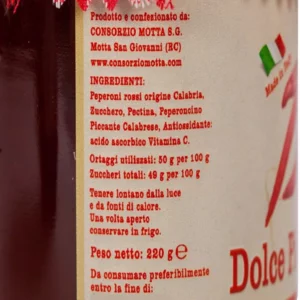 Prodotto e confezionato da:
CONSORZIO MOTTA S.G.
Motta San Giovanni (RC)
www.consorziomotta.com
INGREDIENTI:
Peperoni rossi origine Calabria,
Zucchero, Pectina, Peperoncino
Piccante Calabrese, Antiossidante:
acido ascorbico Vitamina C.
Ortaggi utilizzati: 50 g per 100 g
Zuccheri totali: 49 g per 100 g
Tenere lontano dalla luce
e da fonti di calore.
Una volta aperto
conservare in frigo.
Peso netto: 220 g e
Da consumare preferibilmente
entro la fine di:
Made in
Dolce